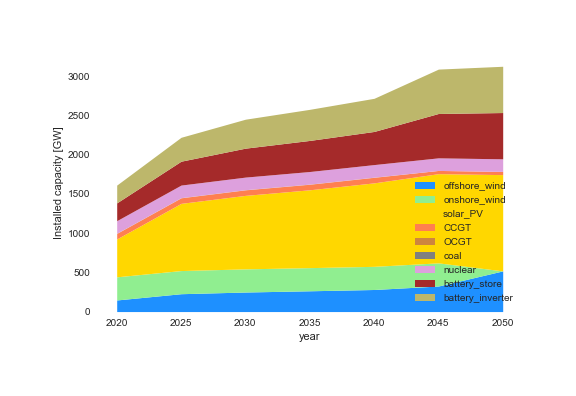 Installed capacity [GW]
3000
2500
2000
1500
1000
500
0
2020
2025
2030
2035
2040
2045
2050
year
offshore_wind
onshore_wind
solar_PV
CCGT
OCGT
coal
nuclear
battery_store
battery_inverter